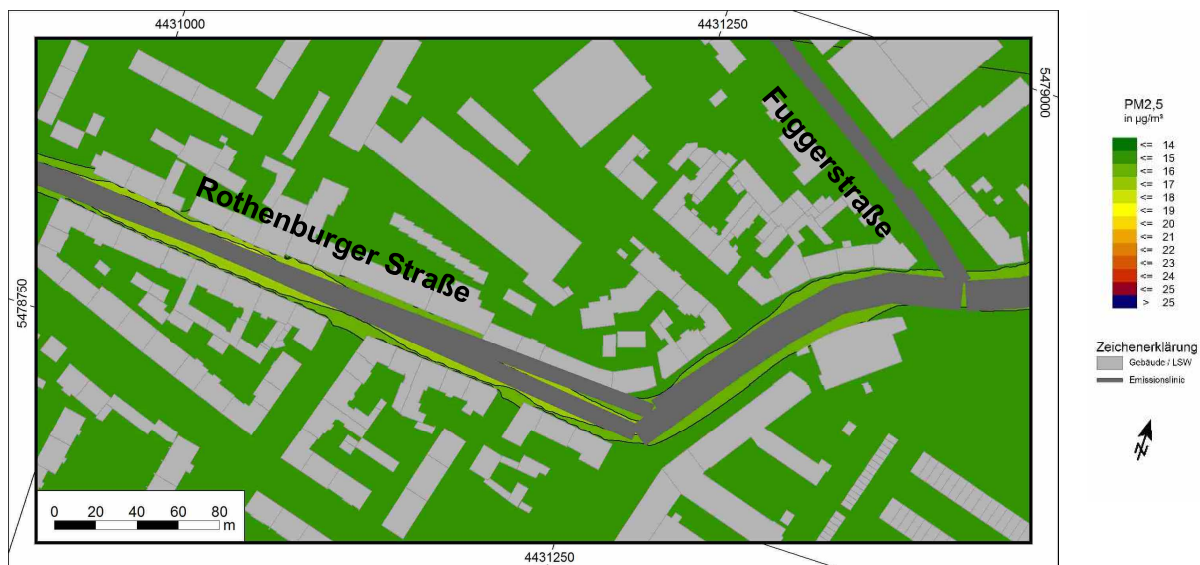 4431000
4431250
5479000
Fuggerstraße
Rothenburger Straße
5478750
0 20 40 60 80 m
4431250
PM2,5
in µg/m³
<= 14
<= 15
<= 16
<= 17
<= 18
<= 19
<= 20
<= 21
<= 22
<= 23
<= 24
<= 25
> 25
Zeichenerklärung
Gebäude / LSW
Emissionslinie
N